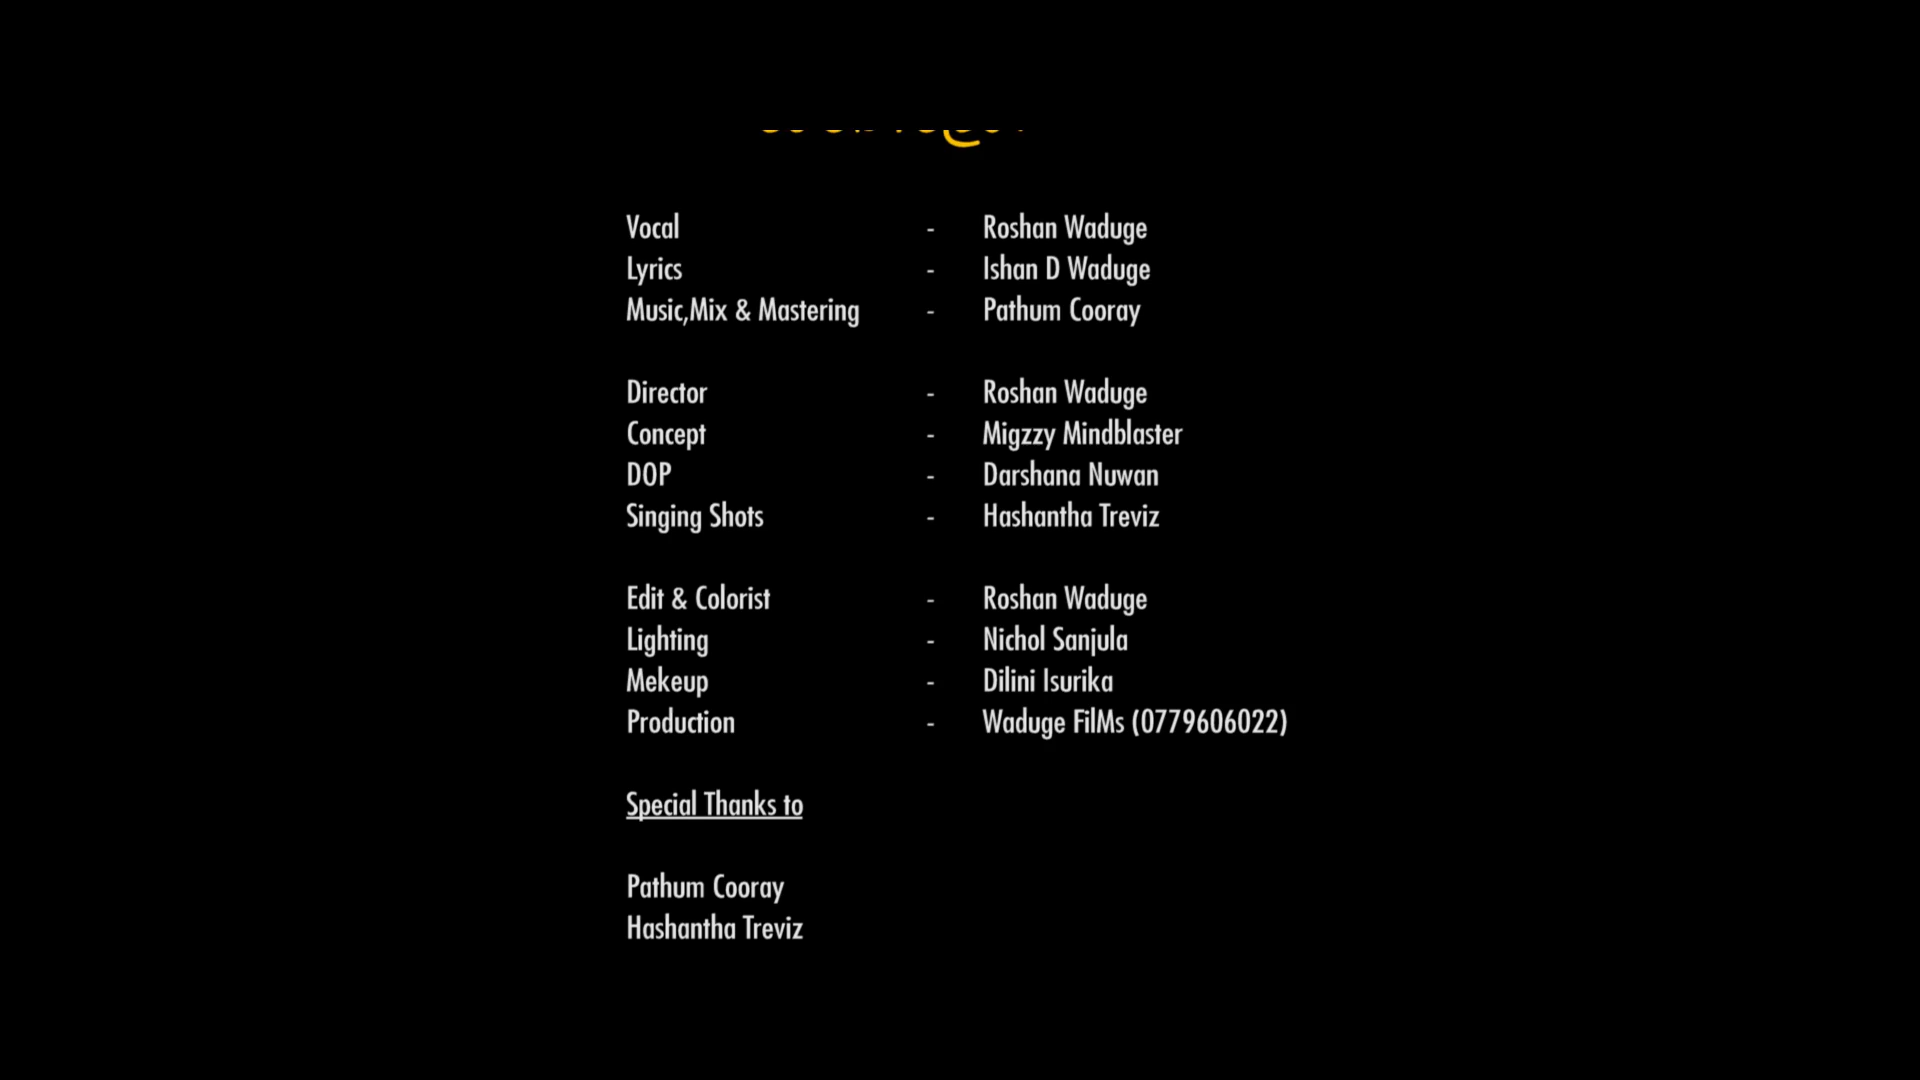 Vocal - Roshan Waduge
Lyrics - Ishan D Waduge
Music,Mix & Mastering - Pathum Cooray
Director - Roshan Waduge
Concept - Migzzy Mindblaster
DOP - Darshana Nuwan
Singing Shots - Hashantha Treviz
Edit & Colorist - Roshan Waduge
Lighting - Nichol Sanjula
Mekeup - Dilini Isurika
Production - Waduge FilMs (0779606022)
Special Thanks to
Pathum Cooray
Hashantha Treviz